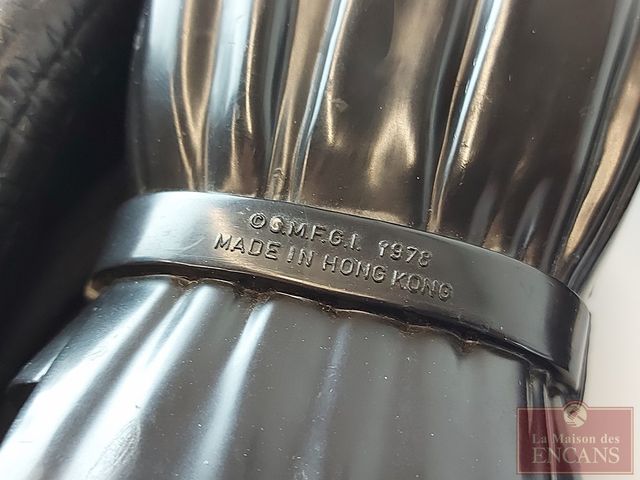 ©G.M.F.G.I. 1978
MADE IN HONG KONG
La Maison des
ENCANS